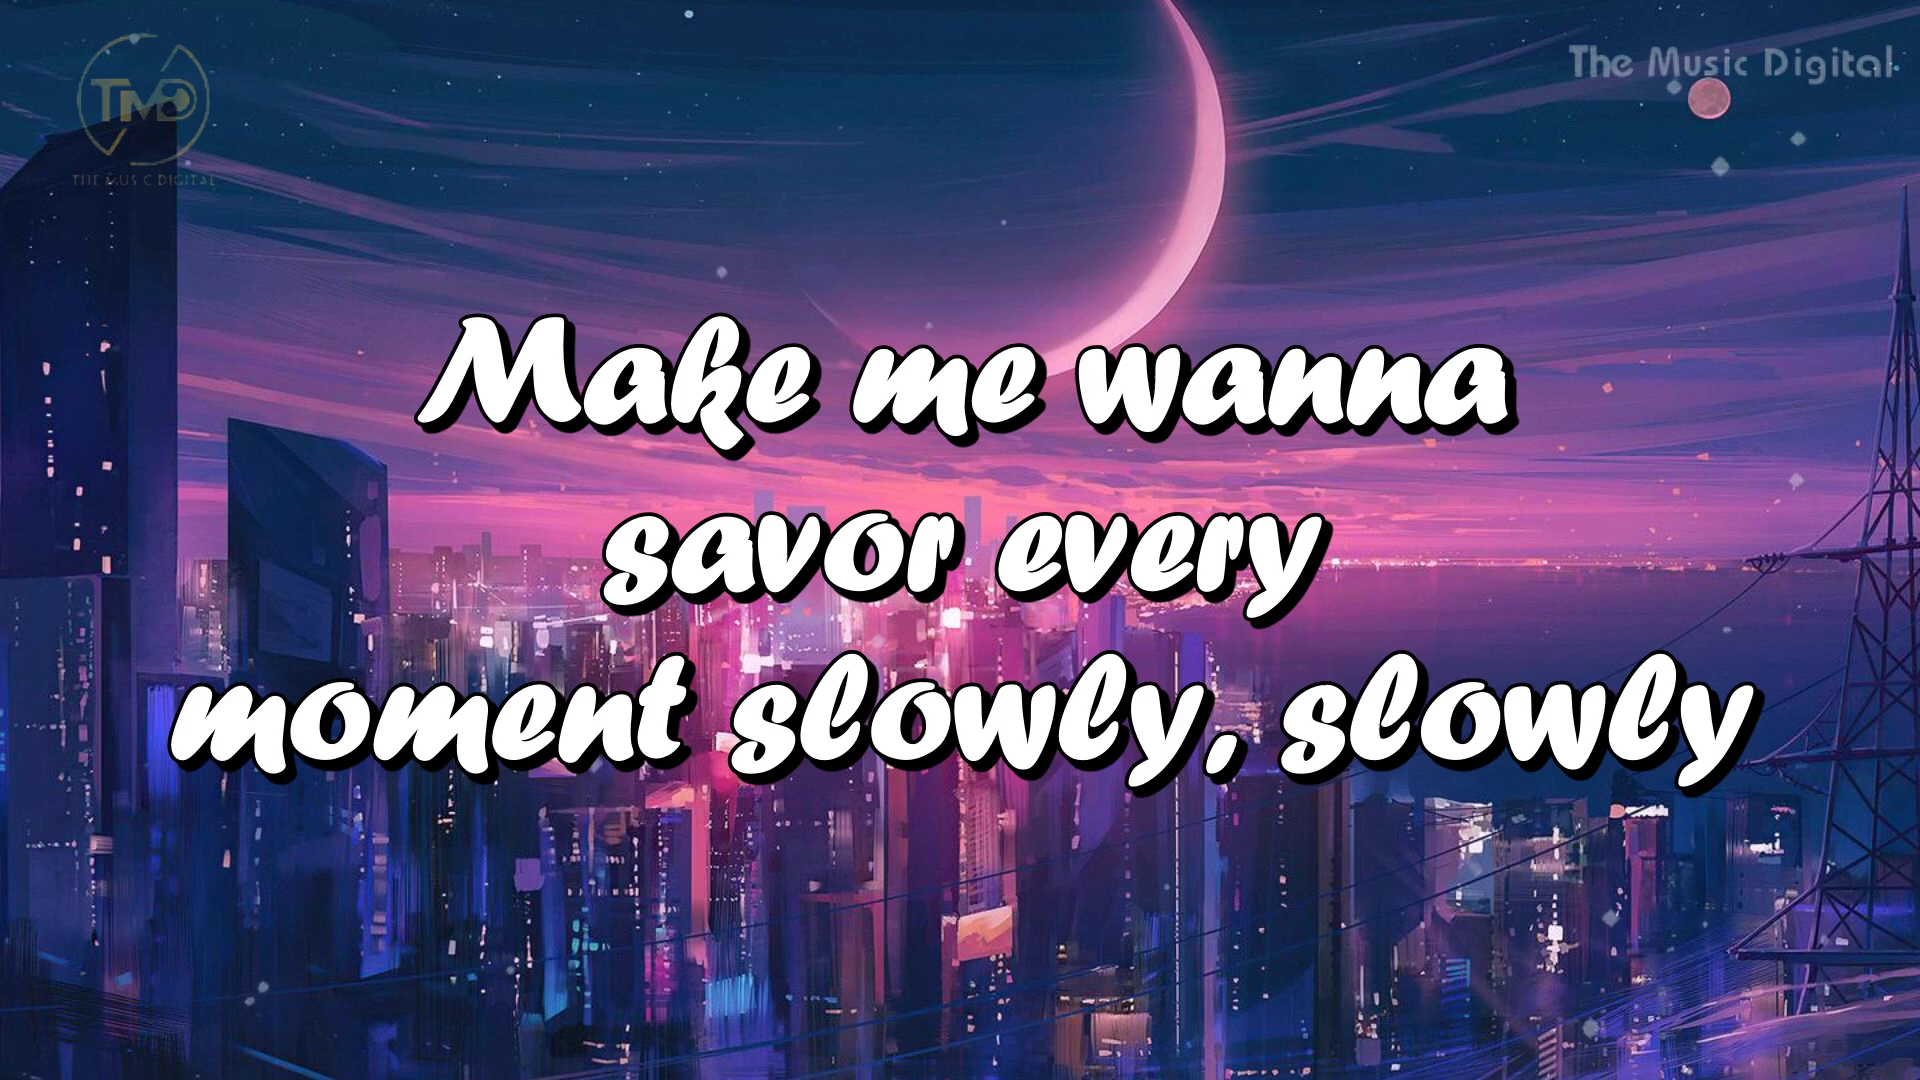 TMD
THE MUSIC DIGITAL
The Music Digital
Make me wanna
savor every
moment slowly, slowly